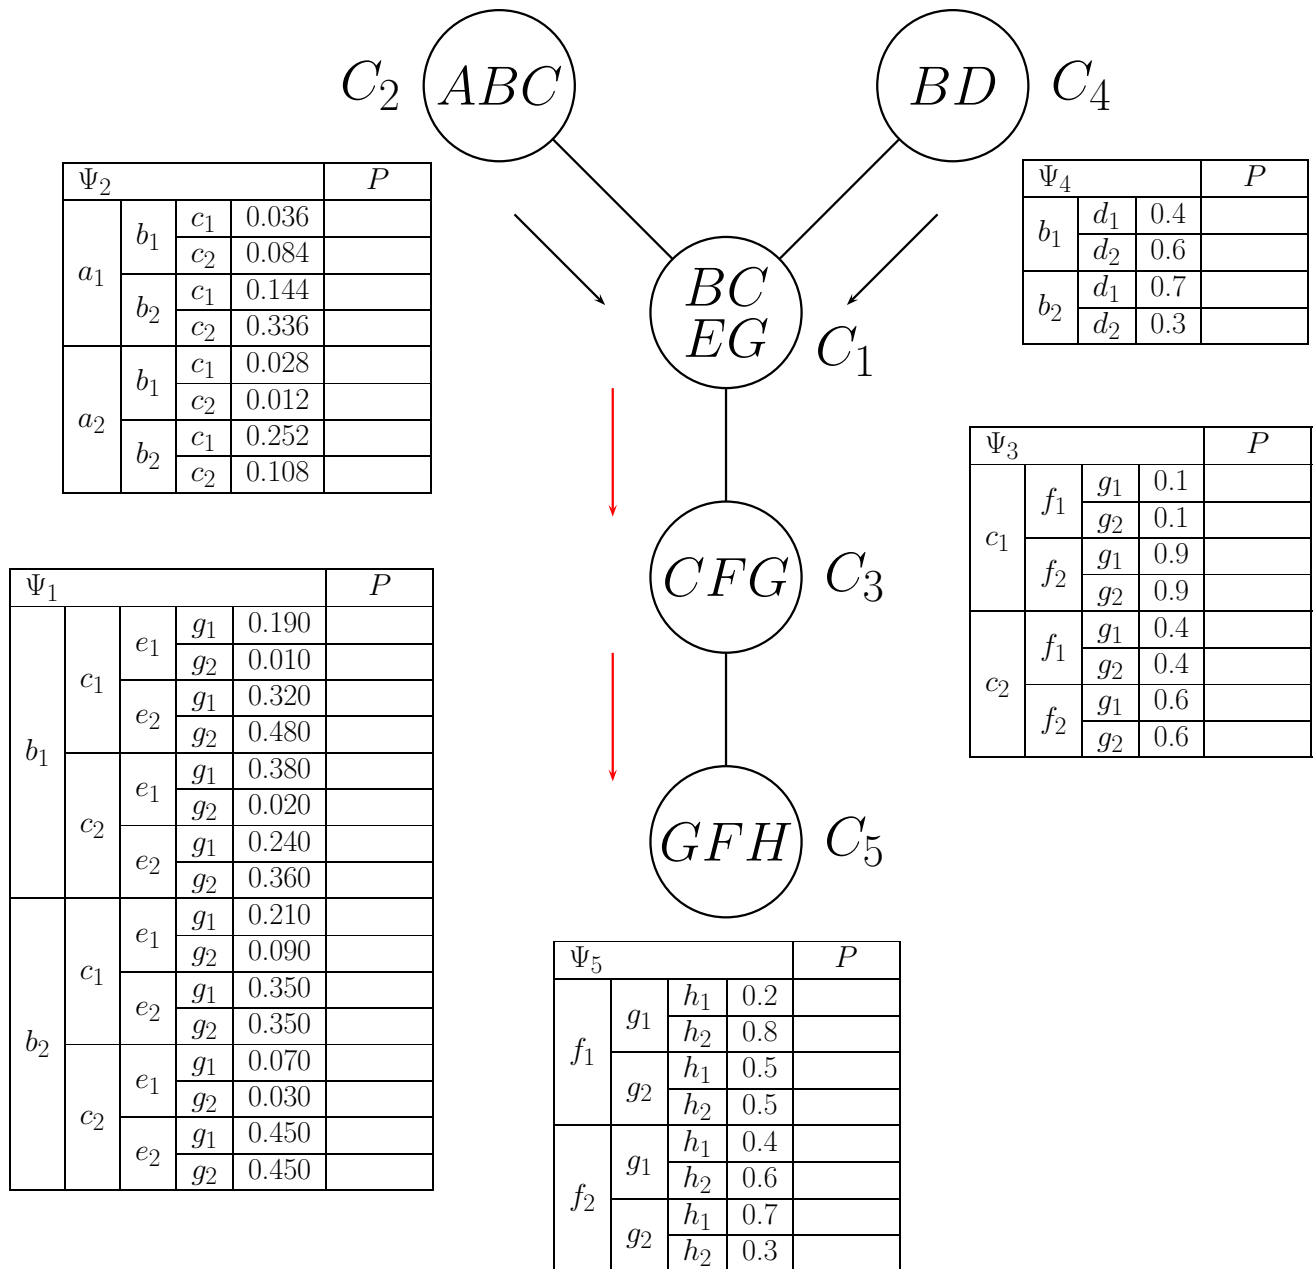 C2 ABC BD C4
Ψ2 P
a1 b1 c1 0.036
c2 0.084
b2 c1 0.144
c2 0.336
a2 b1 c1 0.028
c2 0.012
b2 c1 0.252
c2 0.108
Ψ4 P
b1 d1 0.4
d2 0.6
b2 d1 0.7
d2 0.3
BC
EG
C1
Ψ3 P
c1 f1 g1 0.1
g2 0.1
f2 g1 0.9
g2 0.9
c2 f1 g1 0.4
g2 0.4
f2 g1 0.6
g2 0.6
CFG C3
Ψ1 P
b1 c1 e1 g1 0.190
g2 0.010
e2 g1 0.320
g2 0.480
c2 e1 g1 0.380
g2 0.020
e2 g1 0.240
g2 0.360
b2 c1 e1 g1 0.210
g2 0.090
e2 g1 0.350
g2 0.350
c2 e1 g1 0.070
g2 0.030
e2 g1 0.450
g2 0.450
GFH C5
Ψ5 P
f1 g1 h1 0.2
h2 0.8
g2 h1 0.5
h2 0.5
f2 g1 h1 0.4
h2 0.6
g2 h1 0.7
h2 0.3